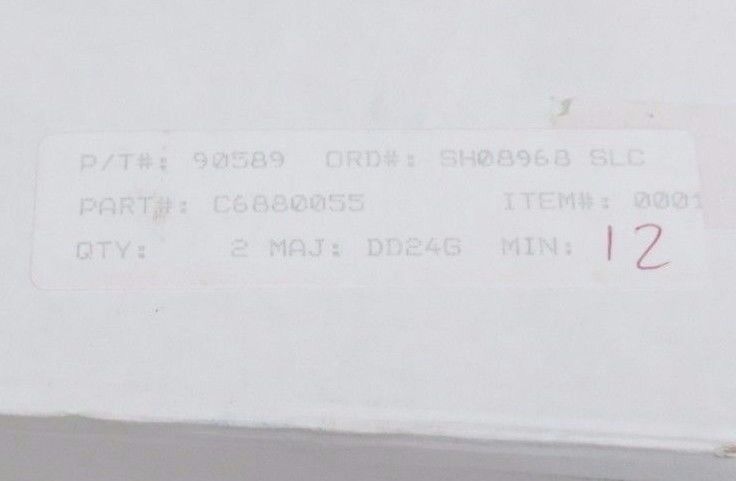 P/T#: 90589 ORD#: SH08968 SLC
PART#: C6880055 ITEM#: 0001
QTY: 2 MAJ: DD24G MIN: 12